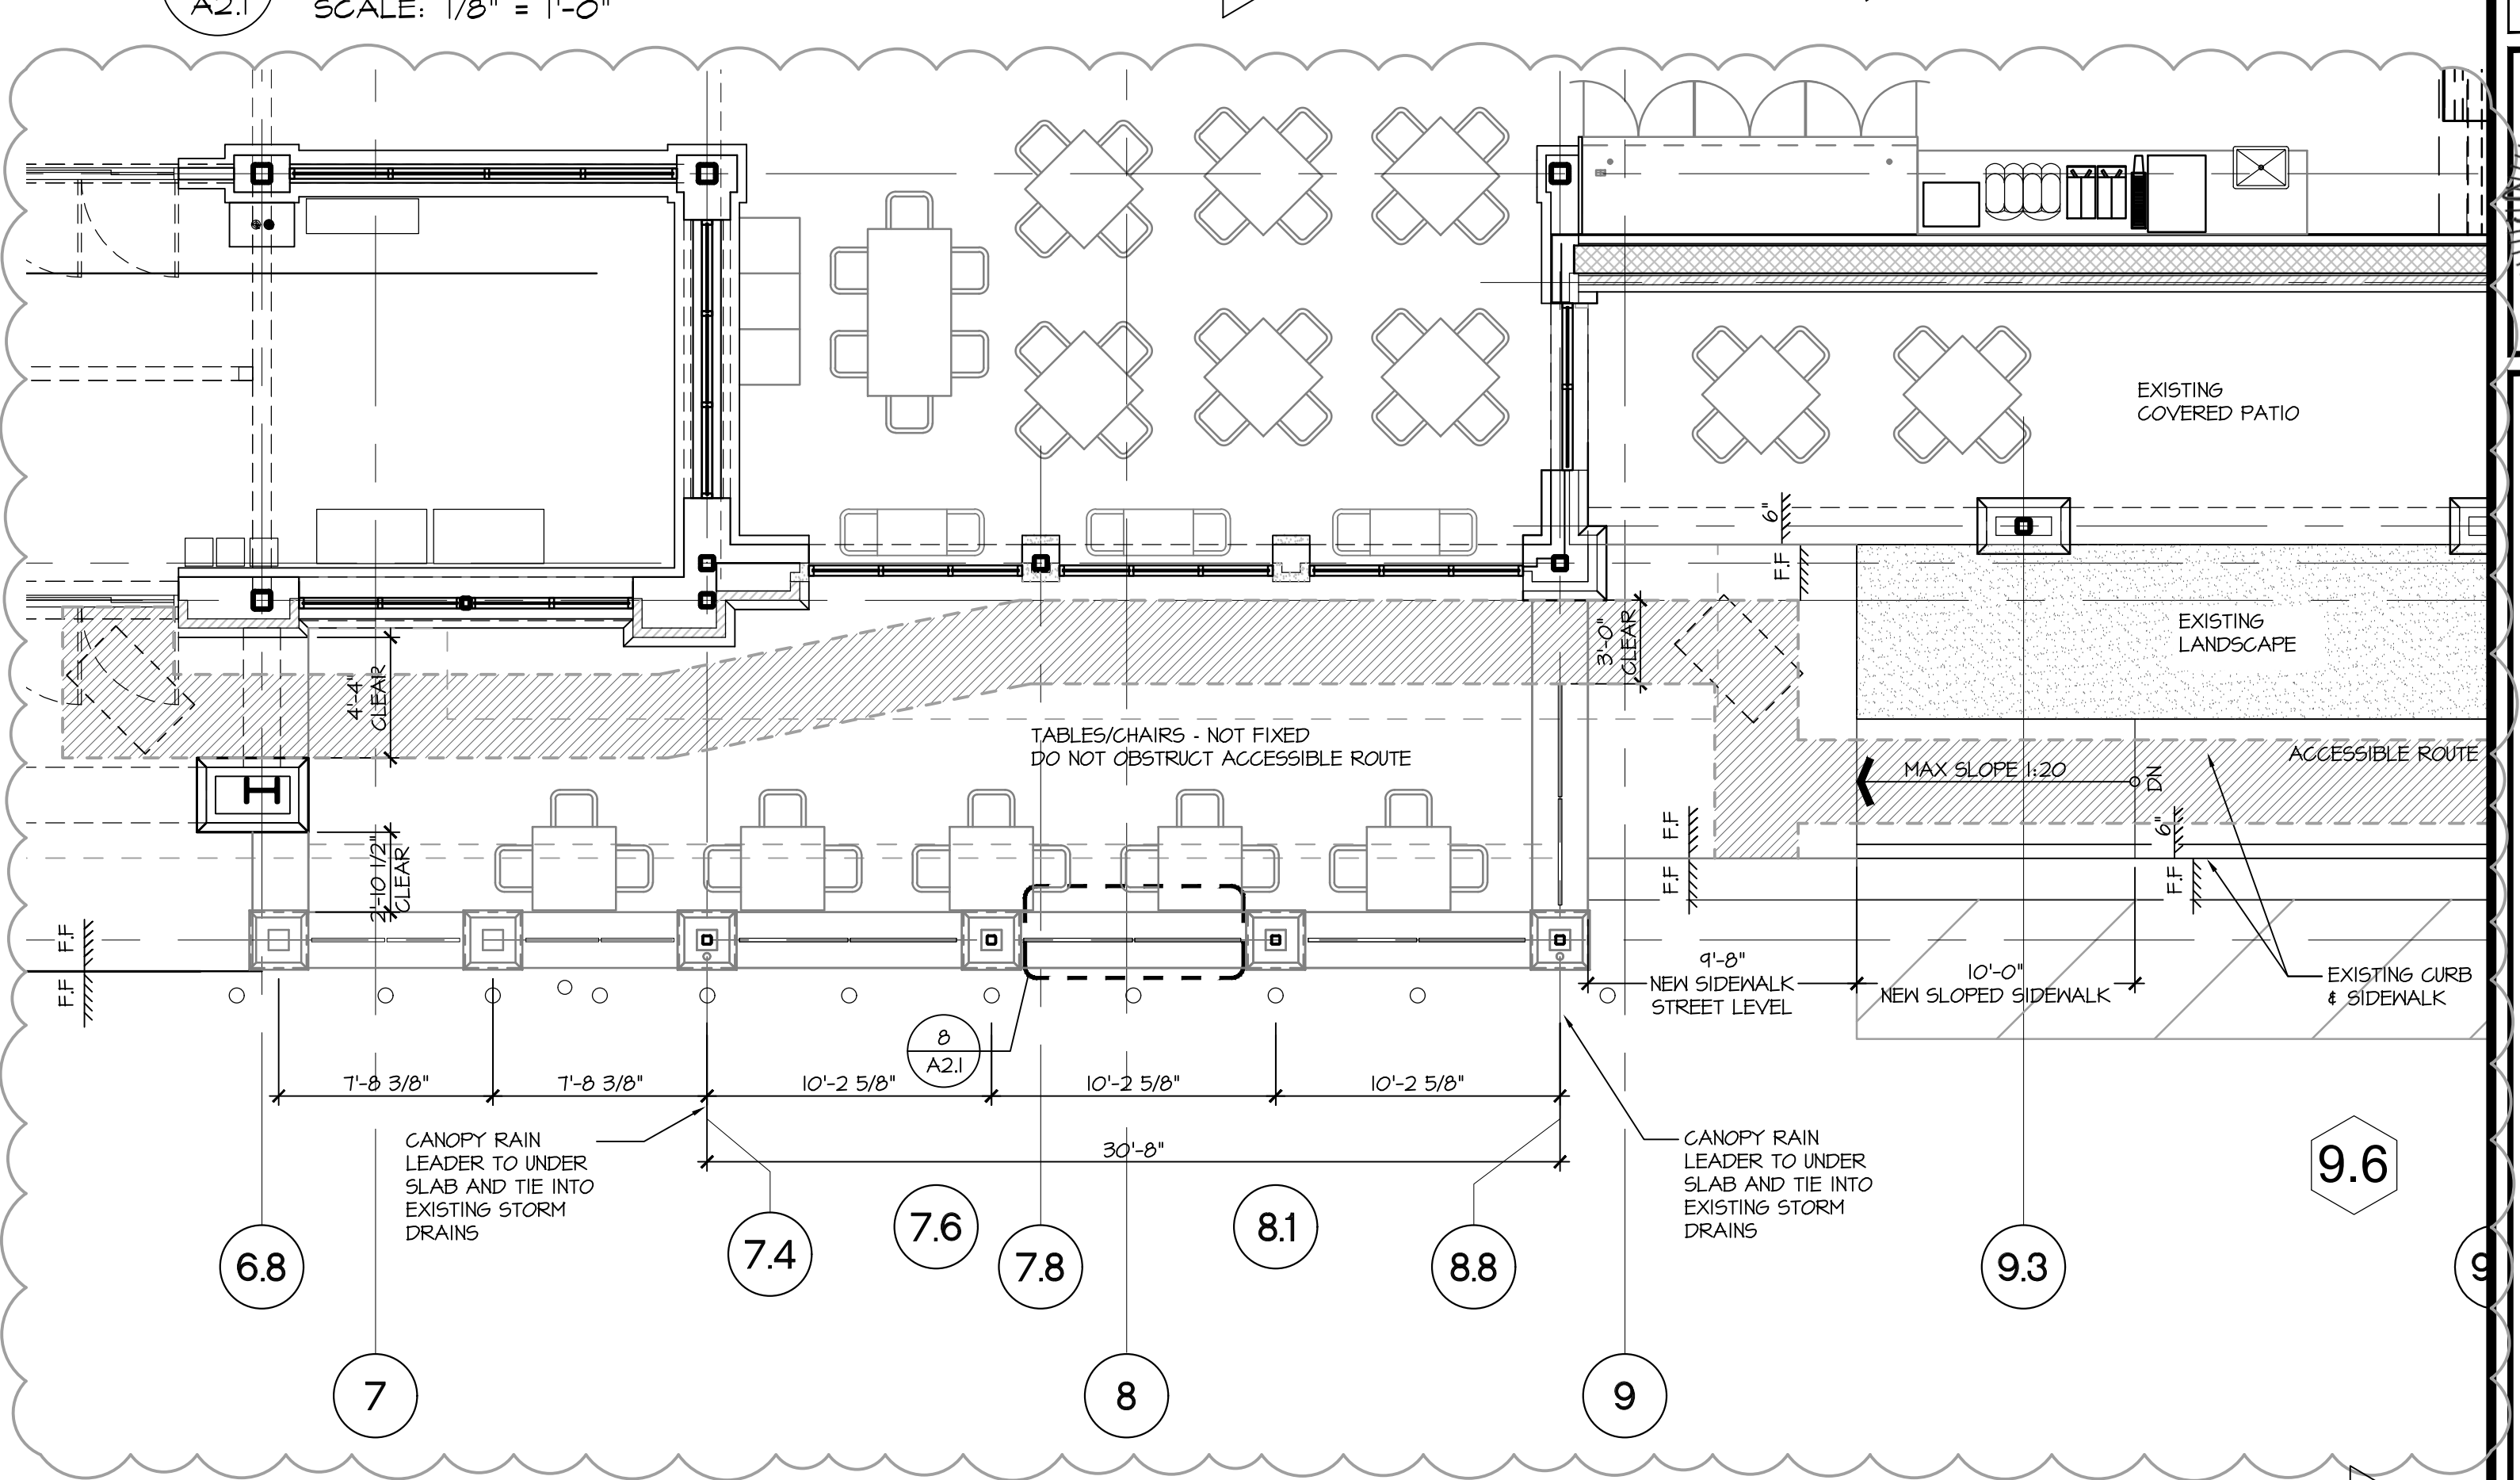 A2.1
SCALE: 1/8" = 1'-0"
EXISTING
COVERED PATIO
6"
F.F
EXISTING
LANDSCAPE
3'-0"
CLEAR
4'-4"
CLEAR
TABLES/CHAIRS - NOT FIXED
DO NOT OBSTRUCT ACCESSIBLE ROUTE
ACCESSIBLE ROUTE
MAX SLOPE 1:20
DN
6"
F.F
F.F
F.F
2'-10 1/2"
CLEAR
F.F
F.F
9'-8"
NEW SIDEWALK
STREET LEVEL
10'-0"
NEW SLOPED SIDEWALK
EXISTING CURB
& SIDEWALK
8
A2.1
7'-8 3/8"
7'-8 3/8"
10'-2 5/8"
10'-2 5/8"
10'-2 5/8"
30'-8"
CANOPY RAIN
LEADER TO UNDER
SLAB AND TIE INTO
EXISTING STORM
DRAINS
CANOPY RAIN
LEADER TO UNDER
SLAB AND TIE INTO
EXISTING STORM
DRAINS
9.6
6.8
7.4
7.6
7.8
8.1
8.8
9.3
9
7
8
9